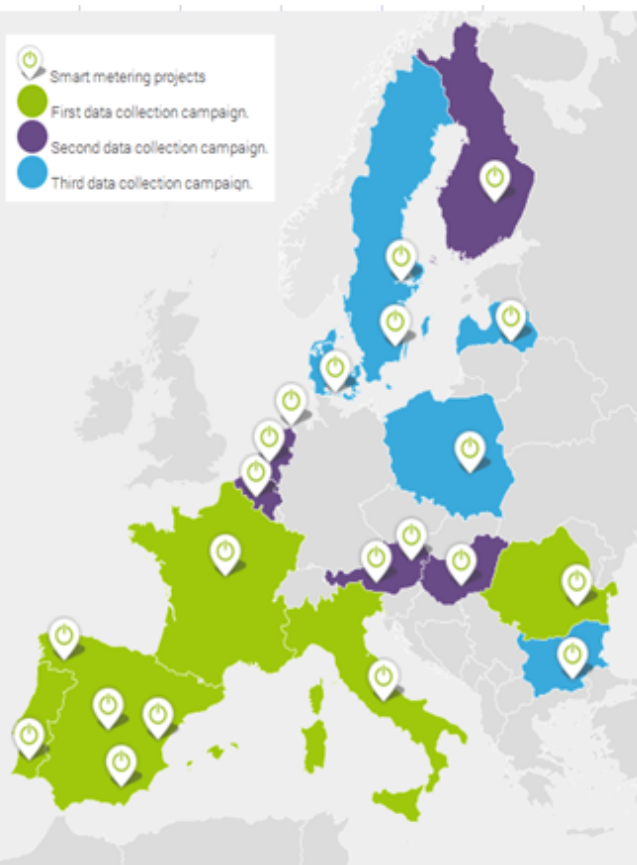 Smart metering projects
First data collection campaign.
Second data collection campaign.
Third data collection campaign.